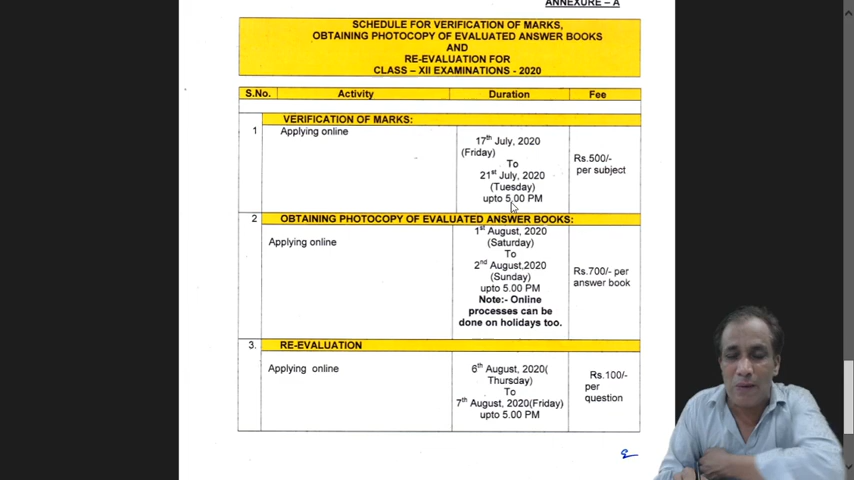 ANNEXURE – A
SCHEDULE FOR VERIFICATION OF MARKS,
OBTAINING PHOTOCOPY OF EVALUATED ANSWER BOOKS
AND
RE-EVALUATION FOR
CLASS – XII EXAMINATIONS - 2020
S.No. Activity Duration Fee
VERIFICATION OF MARKS:
1 Applying online
17th July, 2020
(Friday)
To
21st July, 2020
(Tuesday)
upto 5.00 PM
Rs.500/-
per subject
2 OBTAINING PHOTOCOPY OF EVALUATED ANSWER BOOKS:
Applying online
1st August, 2020
(Saturday)
To
2nd August,2020
(Sunday)
upto 5.00 PM
Note:- Online
processes can be
done on holidays too.
Rs.700/- per
answer book
3. RE-EVALUATION
Applying online
6th August, 2020(
Thursday)
To
7th August, 2020(Friday)
upto 5.00 PM
Rs.100/-
per
question